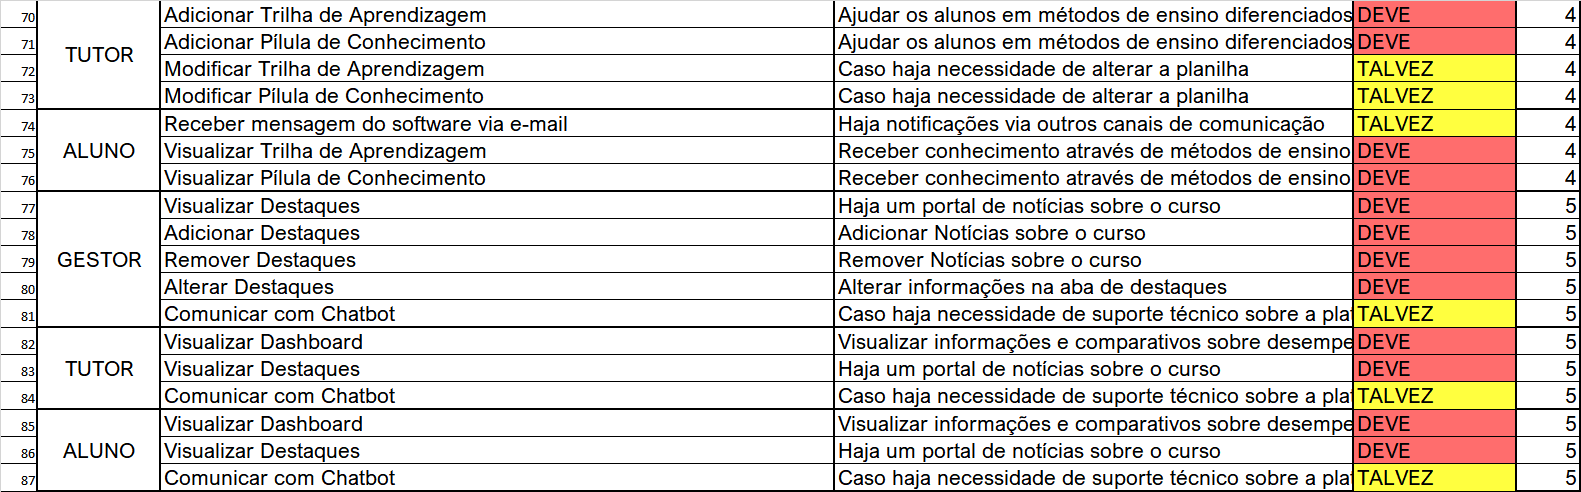 70 Adicionar Trilha de Aprendizagem Ajudar os alunos em métodos de ensino diferenciados DEVE 4
71 Adicionar Pílula de Conhecimento Ajudar os alunos em métodos de ensino diferenciados DEVE 4
TUTOR
72 Modificar Trilha de Aprendizagem Caso haja necessidade de alterar a planilha TALVEZ 4
73 Modificar Pílula de Conhecimento Caso haja necessidade de alterar a planilha TALVEZ 4
74 Receber mensagem do software via e-mail Haja notificações via outros canais de comunicação TALVEZ 4
75 ALUNO Visualizar Trilha de Aprendizagem Receber conhecimento através de métodos de ensino DEVE 4
76 Visualizar Pílula de Conhecimento Receber conhecimento através de métodos de ensino DEVE 4
77 Visualizar Destaques Haja um portal de notícias sobre o curso DEVE 5
78 Adicionar Destaques Adicionar Notícias sobre o curso DEVE 5
79 GESTOR Remover Destaques Remover Notícias sobre o curso DEVE 5
80 Alterar Destaques Alterar informações na aba de destaques DEVE 5
81 Comunicar com Chatbot Caso haja necessidade de suporte técnico sobre a pla TALVEZ 5
82 Visualizar Dashboard Visualizar informações e comparativos sobre desempe DEVE 5
83 TUTOR Visualizar Destaques Haja um portal de notícias sobre o curso DEVE 5
84 Comunicar com Chatbot Caso haja necessidade de suporte técnico sobre a pla TALVEZ 5
85 Visualizar Dashboard Visualizar informações e comparativos sobre desempe DEVE 5
86 ALUNO Visualizar Destaques Haja um portal de notícias sobre o curso DEVE 5
87 Comunicar com Chatbot Caso haja necessidade de suporte técnico sobre a pla TALVEZ 5